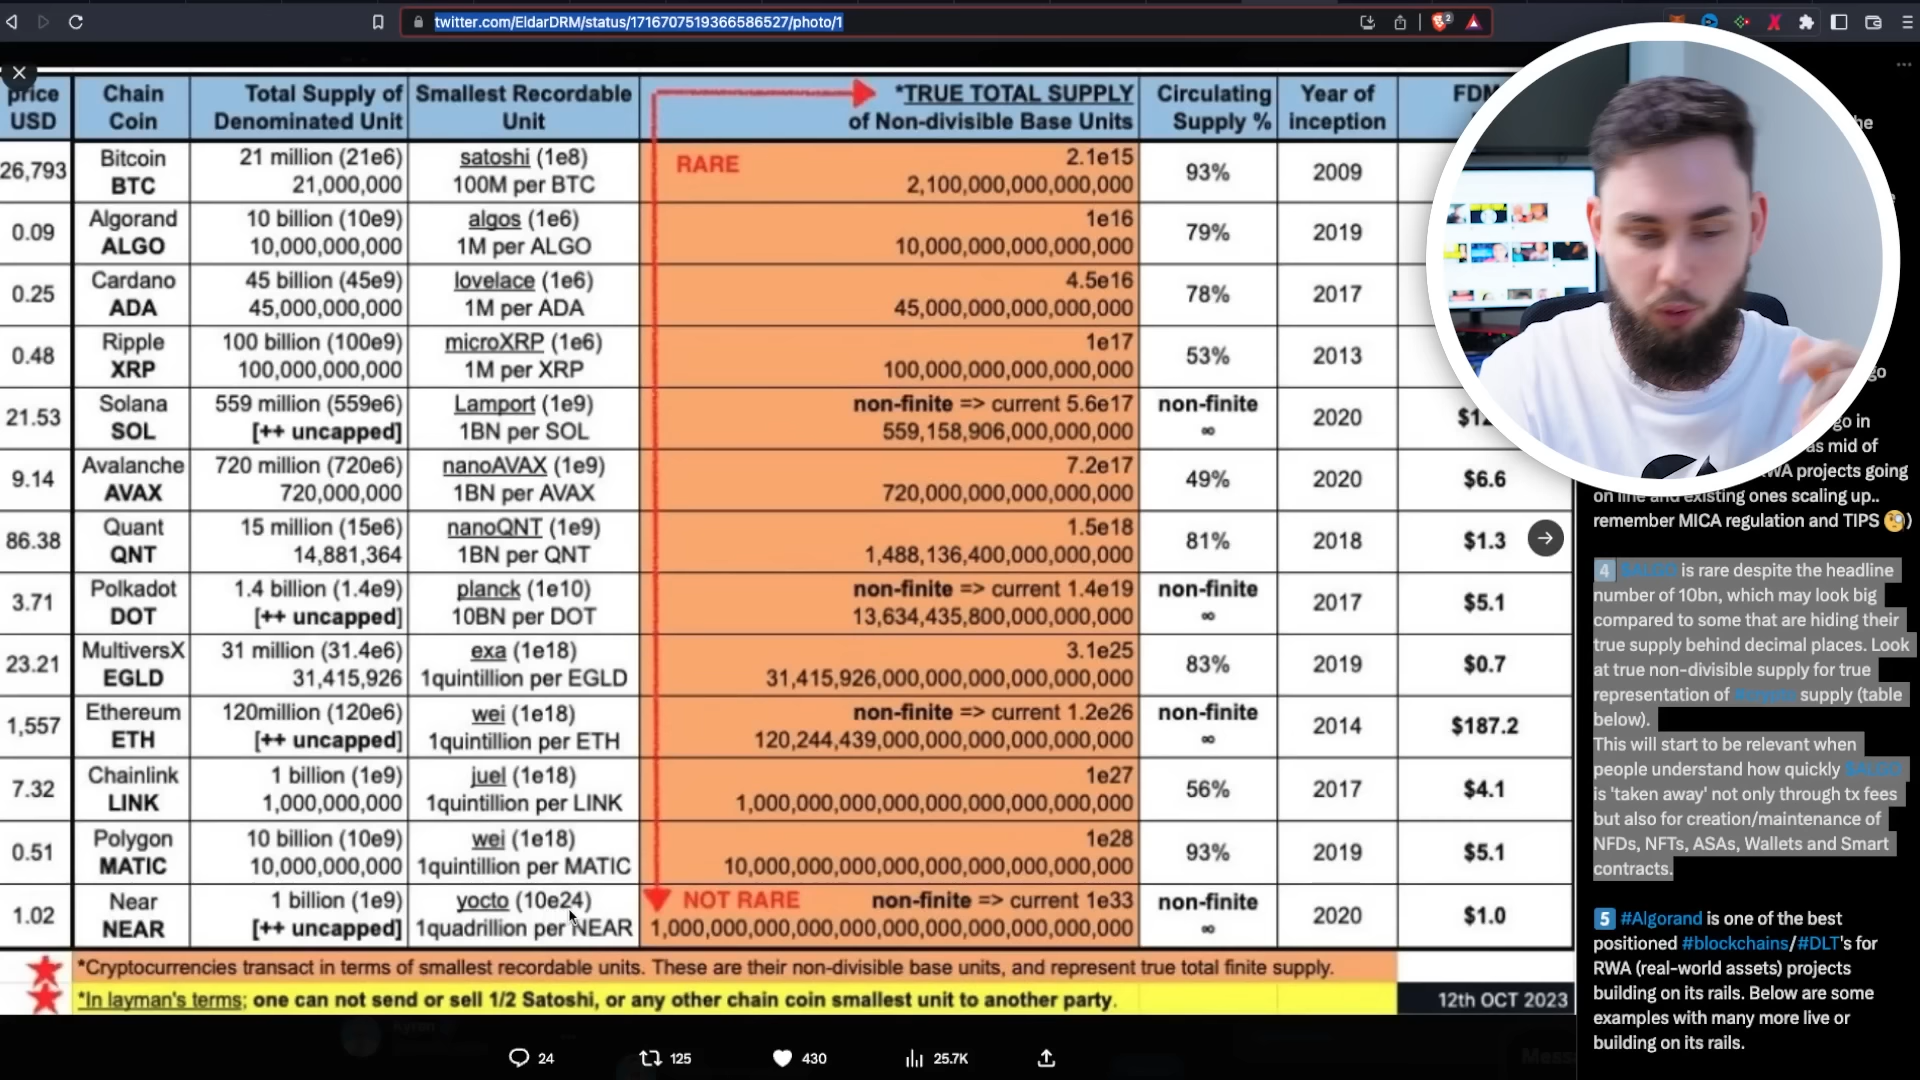 twitter.com/EldarDRM/status/1716707519366586527/photo/1
2
price USD
Chain Coin
Total Supply of Denominated Unit
Smallest Recordable Unit
*TRUE TOTAL SUPPLY of Non-divisible Base Units
Circulating Supply %
Year of inception
26,793
Bitcoin BTC
21 million (21e6) 21,000,000
satoshi (1e8) 100M per BTC
RARE
2.1e15 2,100,000,000,000,000
93%
2009
0.09
Algorand ALGO
10 billion (10e9) 10,000,000,000
algos (1e6) 1M per ALGO
1e16 10,000,000,000,000,000
79%
2019
0.25
Cardano ADA
45 billion (45e9) 45,000,000,000
lovelace (1e6) 1M per ADA
4.5e16 45,000,000,000,000,000
78%
2017
0.48
Ripple XRP
100 billion (100e9) 100,000,000,000
microXRP (1e6) 1M per XRP
1e17 100,000,000,000,000,000
53%
2013
21.53
Solana SOL
559 million (559e6) [++ uncapped]
Lamport (1e9) 1BN per SOL
non-finite => current 5.6e17 559,158,906,000,000,000
non-finite ∞
2020
9.14
Avalanche AVAX
720 million (720e6) 720,000,000
nanoAVAX (1e9) 1BN per AVAX
7.2e17 720,000,000,000,000,000
49%
2020
$6.6
86.38
Quant QNT
15 million (15e6) 14,881,364
nanoQNT (1e9) 1BN per QNT
1.5e18 1,488,136,400,000,000,000
81%
2018
$1.3
3.71
Polkadot DOT
1.4 billion (1.4e9) [++ uncapped]
planck (1e10) 10BN per DOT
non-finite => current 1.4e19 13,634,435,800,000,000,000
non-finite ∞
2017
$5.1
23.21
MultiversX EGLD
31 million (31.4e6) 31,415,926
exa (1e18) 1quintillion per EGLD
3.1e25 31,415,926,000,000,000,000,000,000
83%
2019
$0.7
1,557
Ethereum ETH
120million (120e6) [++ uncapped]
wei (1e18) 1quintillion per ETH
non-finite => current 1.2e26 120,244,439,000,000,000,000,000,000
non-finite ∞
2014
$187.2
7.32
Chainlink LINK
1 billion (1e9) 1,000,000,000
juel (1e18) 1quintillion per LINK
1e27 1,000,000,000,000,000,000,000,000,000
56%
2017
$4.1
0.51
Polygon MATIC
10 billion (10e9) 10,000,000,000
wei (1e18) 1quintillion per MATIC
1e28 10,000,000,000,000,000,000,000,000,000
93%
2019
$5.1
1.02
Near NEAR
1 billion (1e9) [++ uncapped]
yocto (10e24) 1quadrillion per NEAR
NOT RARE
non-finite => current 1e33 1,000,000,000,000,000,000,000,000,000,000,000
non-finite ∞
2020
$1.0
*Cryptocurrencies transact in terms of smallest recordable units. These are their non-divisible base units, and represent true total finite supply.
*In layman's terms; one can not send or sell 1/2 Satoshi, or any other chain coin smallest unit to another party.
12th OCT 2023
24
125
430
25.7K
go in
as mid of
projects going
on line and existing ones scaling up..
remember MICA regulation and TIPS 🧐)
4 $ALGO is rare despite the headline
number of 10bn, which may look big
compared to some that are hiding their
true supply behind decimal places. Look
at true non-divisible supply for true
representation of #crypto supply (table
below).
This will start to be relevant when
people understand how quickly $ALGO
is 'taken away' not only through tx fees
but also for creation/maintenance of
NFDs, NFTs, ASAs, Wallets and Smart
contracts.
5 #Algorand is one of the best
positioned #blockchains/#DLT's for
RWA (real-world assets) projects
building on its rails. Below are some
examples with many more live or
building on its rails.